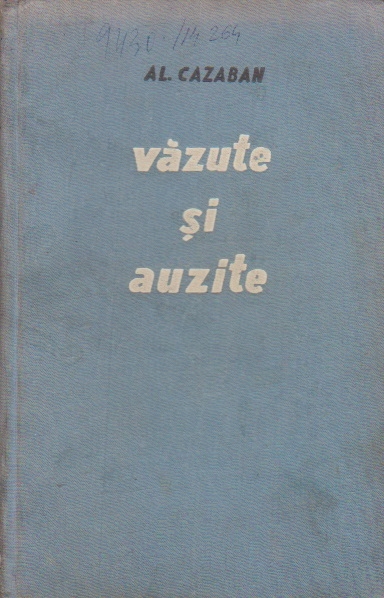 AL. CAZABAN
văzute
și
auzite